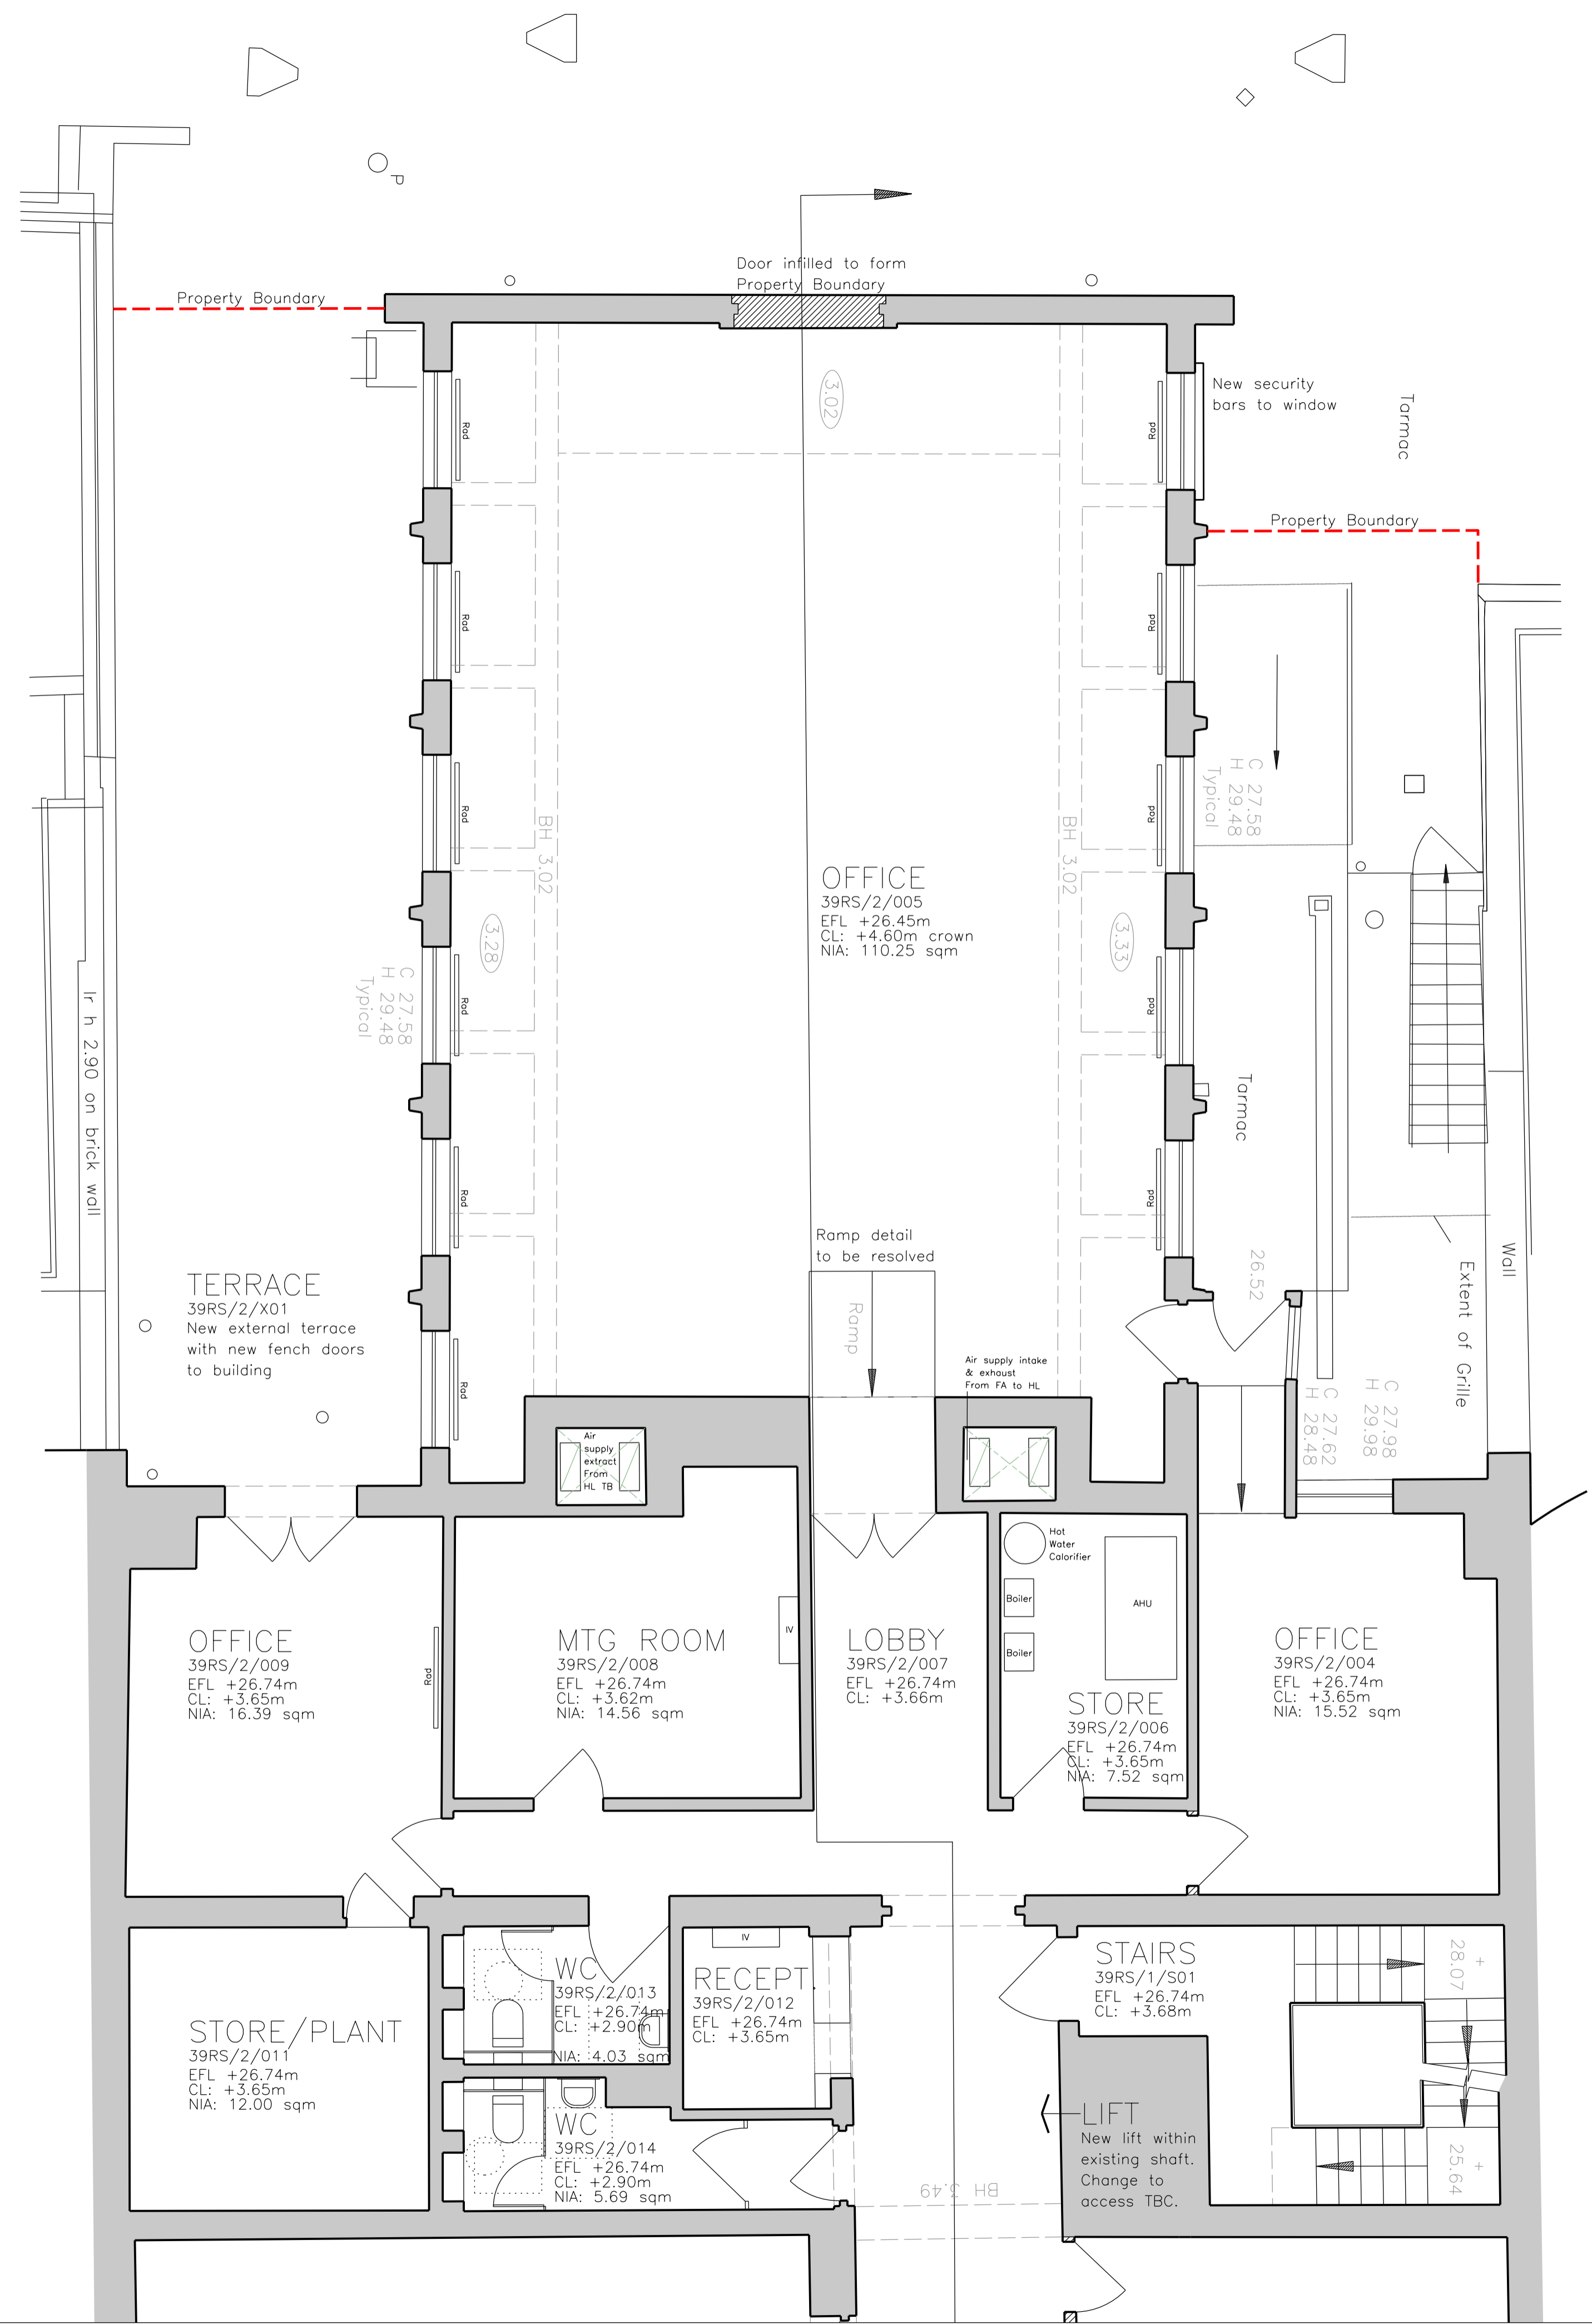 P
Door infilled to form
Property Boundary
Property Boundary
3.02
New security
bars to window
Tarmac
Rad
Rad
Property Boundary
Rad
Rad
C 27.58
H 29.48
Typical
Rad
Rad
BH 3.02
BH 3.02
OFFICE
39RS/2/005
EFL +26.45m
CL: +4.60m crown
NIA: 110.25 sqm
3.28
3.33
C 27.58
H 29.48
Typical
Rad
Rad
Ir h 2.90 on brick wall
Tarmac
Rad
Rad
Ramp detail
to be resolved
Ramp
26.52
Wall
Extent of Grille
TERRACE
39RS/2/X01
New external terrace
with new fench doors
to building
Rad
Air supply intake
& exhaust
From FA to HL
C 27.98
H 29.98
C 27.62
H 28.48
Air
supply
extract
From
HL TB
Hot
Water
Calorifier
Boiler
Boiler
AHU
IV
OFFICE
39RS/2/009
EFL +26.74m
CL: +3.65m
NIA: 16.39 sqm
Rad
MTG ROOM
39RS/2/008
EFL +26.74m
CL: +3.62m
NIA: 14.56 sqm
LOBBY
39RS/2/007
EFL +26.74m
CL: +3.66m
STORE
39RS/2/006
EFL +26.74m
CL: +3.65m
NIA: 7.52 sqm
OFFICE
39RS/2/004
EFL +26.74m
CL: +3.65m
NIA: 15.52 sqm
IV
WC
39RS/2/013
EFL +26.74m
CL: +2.90m
NIA: 4.03 sqm
RECEPT.
39RS/2/012
EFL +26.74m
CL: +3.65m
STAIRS
39RS/1/S01
EFL +26.74m
CL: +3.68m
28.07
STORE/PLANT
39RS/2/011
EFL +26.74m
CL: +3.65m
NIA: 12.00 sqm
WC
39RS/2/014
EFL +26.74m
CL: +2.90m
NIA: 5.69 sqm
BH 3.49
LIFT
New lift within
existing shaft.
Change to
access TBC.
25.64